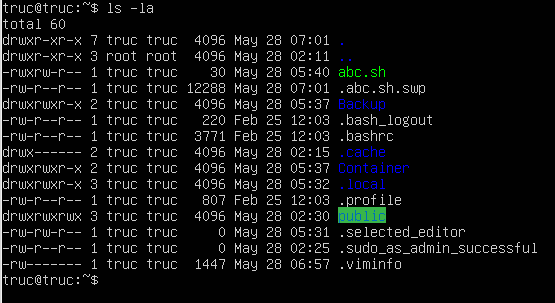 truc@truc:~$ ls -la
total 60
drwxr-xr-x 7 truc truc  4096 May 28 07:01 .
drwxr-xr-x 3 root root  4096 May 28 02:11 ..
-rwxrw-r-- 1 truc truc    30 May 28 05:40 abc.sh
-rw-r--r-- 1 truc truc 12288 May 28 07:01 .abc.sh.swp
drwxrwxr-x 2 truc truc  4096 May 28 05:37 Backup
-rw-r--r-- 1 truc truc   220 Feb 25 12:03 .bash_logout
-rw-r--r-- 1 truc truc  3771 Feb 25 12:03 .bashrc
drwx------ 2 truc truc  4096 May 28 02:15 .cache
drwxrwxr-x 2 truc truc  4096 May 28 05:37 Container
drwxrwxr-x 3 truc truc  4096 May 28 05:32 .local
-rw-r--r-- 1 truc truc   807 Feb 25 12:03 .profile
drwxrwxrwx 3 truc truc  4096 May 28 02:30 public
-rw-rw-r-- 1 truc truc     0 May 28 05:31 .selected_editor
-rw-r--r-- 1 truc truc     0 May 28 02:25 .sudo_as_admin_successful
-rw------- 1 truc truc  1447 May 28 06:57 .viminfo
truc@truc:~$